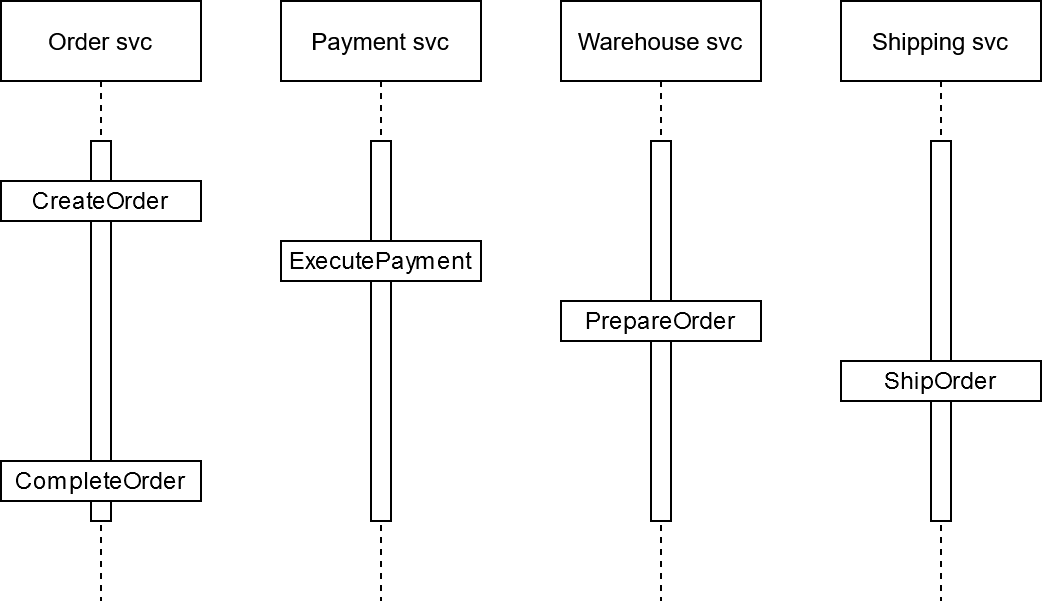 Order svc
Payment svc
Warehouse svc
Shipping svc
CreateOrder
ExecutePayment
PrepareOrder
ShipOrder
CompleteOrder